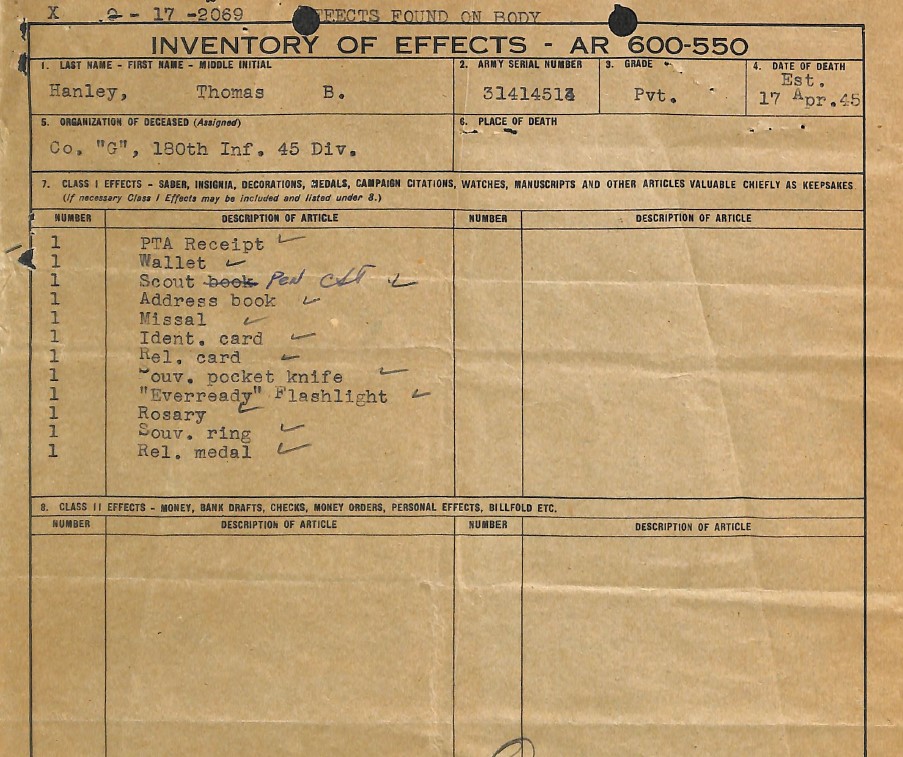 X 2 - 17 -2069 EFFECTS FOUND ON BODY
INVENTORY OF EFFECTS - AR 600-550
1. LAST NAME - FIRST NAME - MIDDLE INITIAL 2. ARMY SERIAL NUMBER 3. GRADE 4. DATE OF DEATH
Est.
Hanley, Thomas B. Pvt. 17 Apr.45
5. ORGANIZATION OF DECEASED (Assigned) 6. PLACE OF DEATH
Co. "G", 180th Inf. 45 Div.
7. CLASS I EFFECTS - SABER, INSIGNIA, DECORATIONS, MEDALS, CAMPAIGN CITATIONS, WATCHES, MANUSCRIPTS AND OTHER ARTICLES VALUABLE CHIEFLY AS KEEPSAKES
(If necessary Class I Effects may be included and listed under 8.)
NUMBER DESCRIPTION OF ARTICLE NUMBER DESCRIPTION OF ARTICLE
1 PTA Receipt
1 Wallet
1 Scout book Pen
1 Address book
1 Missal
1 Ident. card
1 Rel. card
1 Souv. pocket knife
1 "Everready" Flashlight
1 Rosary
1 Souv. ring
1 Rel. medal
8. CLASS II EFFECTS - MONEY, BANK DRAFTS, CHECKS, MONEY ORDERS, PERSONAL EFFECTS, BILLFOLD ETC.
NUMBER DESCRIPTION OF ARTICLE NUMBER DESCRIPTION OF ARTICLE